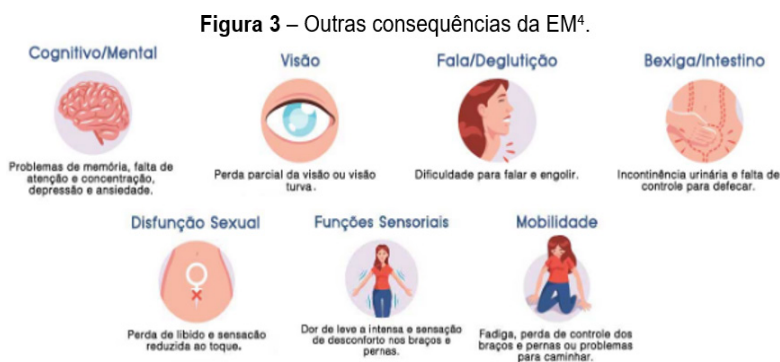 Figura 3 – Outras consequências da EM⁴.
Cognitivo/Mental
Problemas de memória, falta de
atenção e concentração,
depressão e ansiedade.
Visão
Perda parcial da visão ou visão
turva.
Fala/Deglutição
Dificuldade para falar e engolir.
Bexiga/Intestino
Incontinência urinária e falta de
controle para defecar.
Disfunção Sexual
Perda de libido e sensacão
reduzida ao toque.
Funções Sensoriais
Dor de leve a intensa e sensação
de desconforto nos braços e
pernas.
Mobilidade
Fadiga, perda de controle dos
braços e pernas ou problemas
para caminhar.